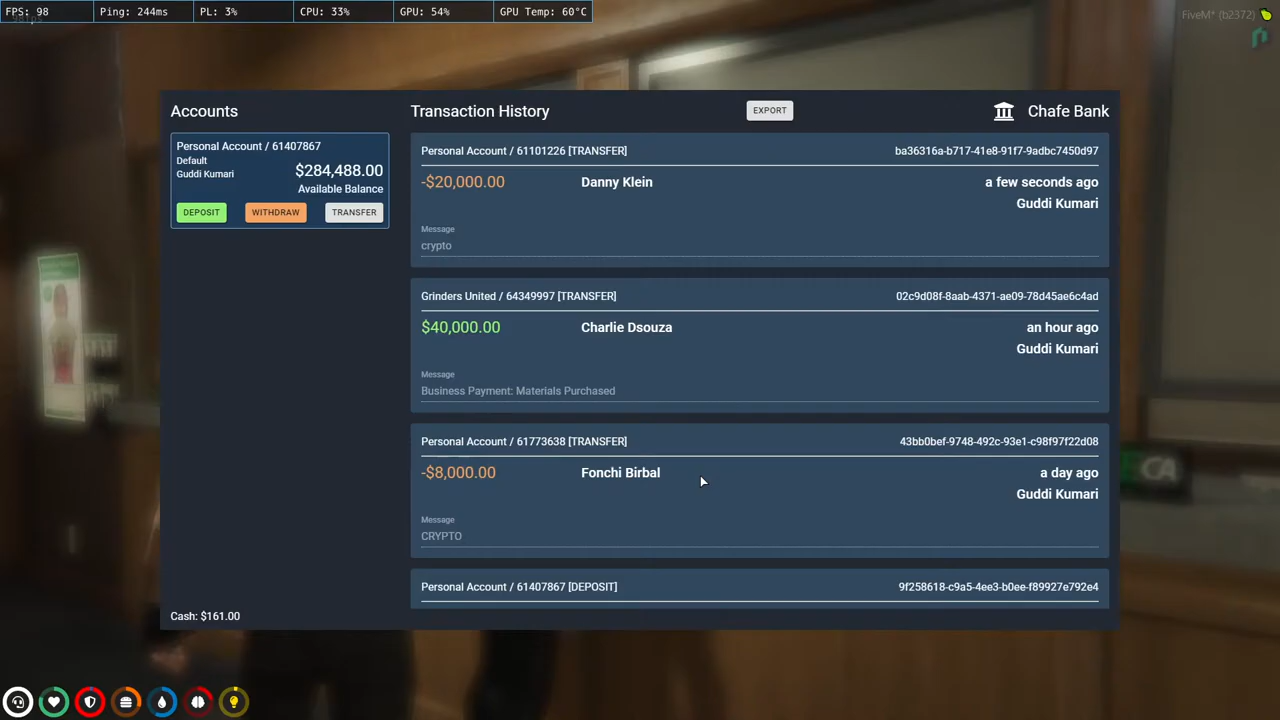 FPS: 98 Ping: 244ms PL: 3% CPU: 33% GPU: 54% GPU Temp: 60°C
FiveM* (b2372)
Accounts
Transaction History
EXPORT
Chafe Bank
Personal Account / 61407867
Default
Guddi Kumari
$284,488.00
Available Balance
DEPOSIT
WITHDRAW
TRANSFER
Personal Account / 61101226 [TRANSFER]
ba36316a-b717-41e8-91f7-9adbc7450d97
-$20,000.00
Danny Klein
a few seconds ago
Guddi Kumari
Message
crypto
Grinders United / 64349997 [TRANSFER]
02c9d08f-8aab-4371-ae09-78d45ae6c4ad
$40,000.00
Charlie Dsouza
an hour ago
Guddi Kumari
Message
Business Payment: Materials Purchased
Personal Account / 61773638 [TRANSFER]
43bb0bef-9748-492c-93e1-c98f97f22d08
-$8,000.00
Fonchi Birbal
a day ago
Guddi Kumari
Message
CRYPTO
Personal Account / 61407867 [DEPOSIT]
9f258618-c9a5-4ee3-b0ee-f89927e792e4
Cash: $161.00